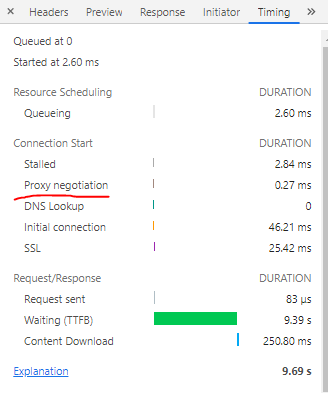 × Headers Preview Response Initiator Timing »
Queued at 0
Started at 2.60 ms
Resource Scheduling DURATION
Queueing 2.60 ms
Connection Start DURATION
Stalled 2.84 ms
Proxy negotiation 0.27 ms
DNS Lookup 0
Initial connection 46.21 ms
SSL 25.42 ms
Request/Response DURATION
Request sent 83 μs
Waiting (TTFB) 9.39 s
Content Download 250.80 ms
Explanation 9.69 s